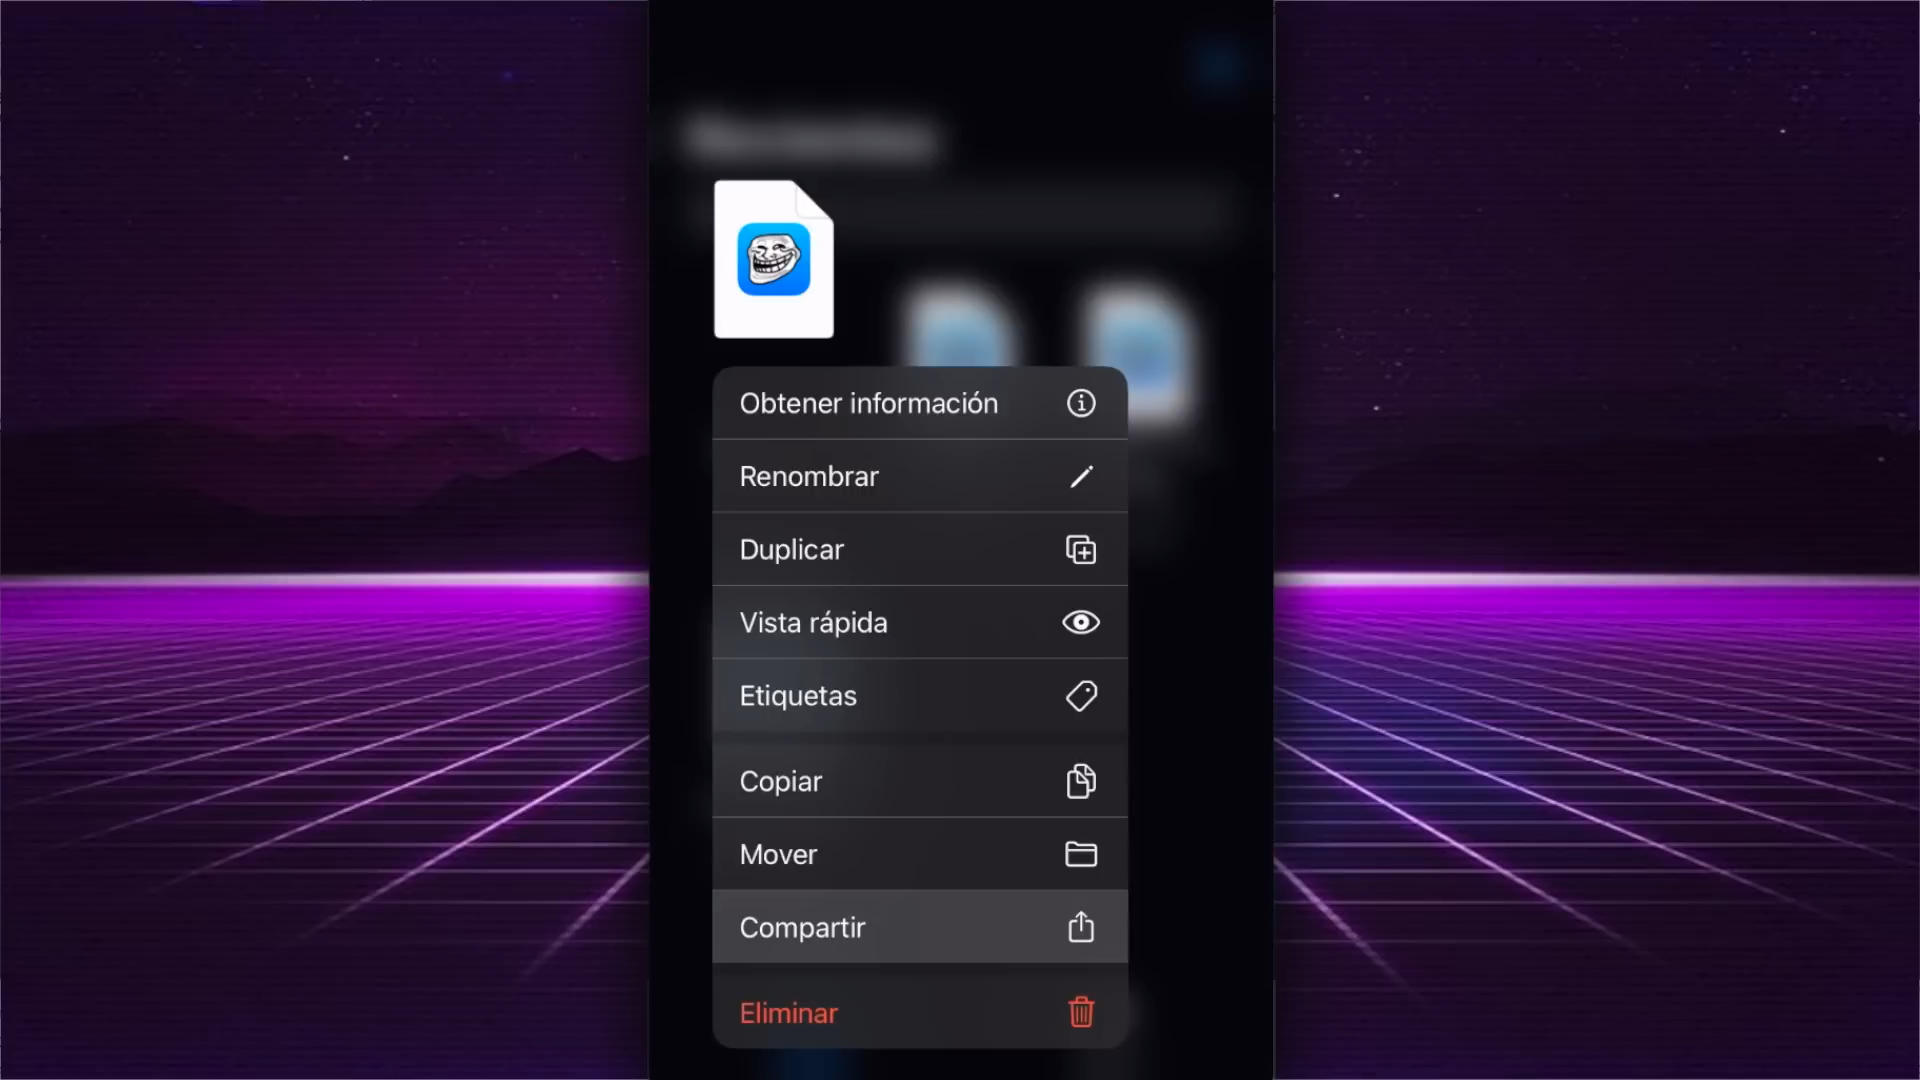 Obtener información
Renombrar
Duplicar
Vista rápida
Etiquetas
Copiar
Mover
Compartir
Eliminar